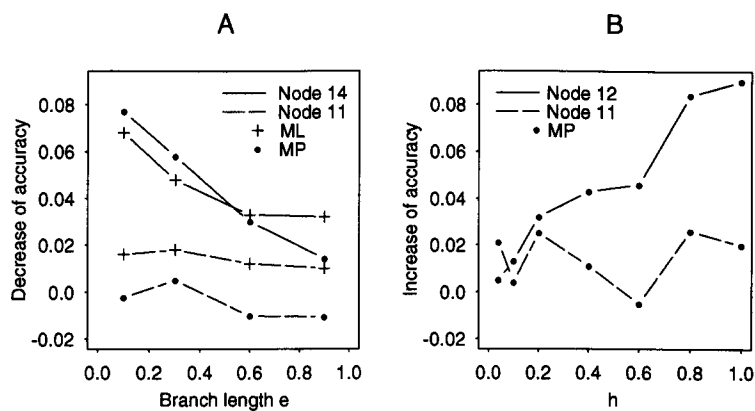 A
Decrease of accuracy
0.08
0.06
0.04
0.02
0.0
-0.02
Node 14
Node 11
ML
MP
0.0 0.2 0.4 0.6 0.8 1.0
Branch length e
B
Increase of accuracy
0.08
0.06
0.04
0.02
0.0
-0.02
Node 12
Node 11
MP
0.0 0.2 0.4 0.6 0.8 1.0
h